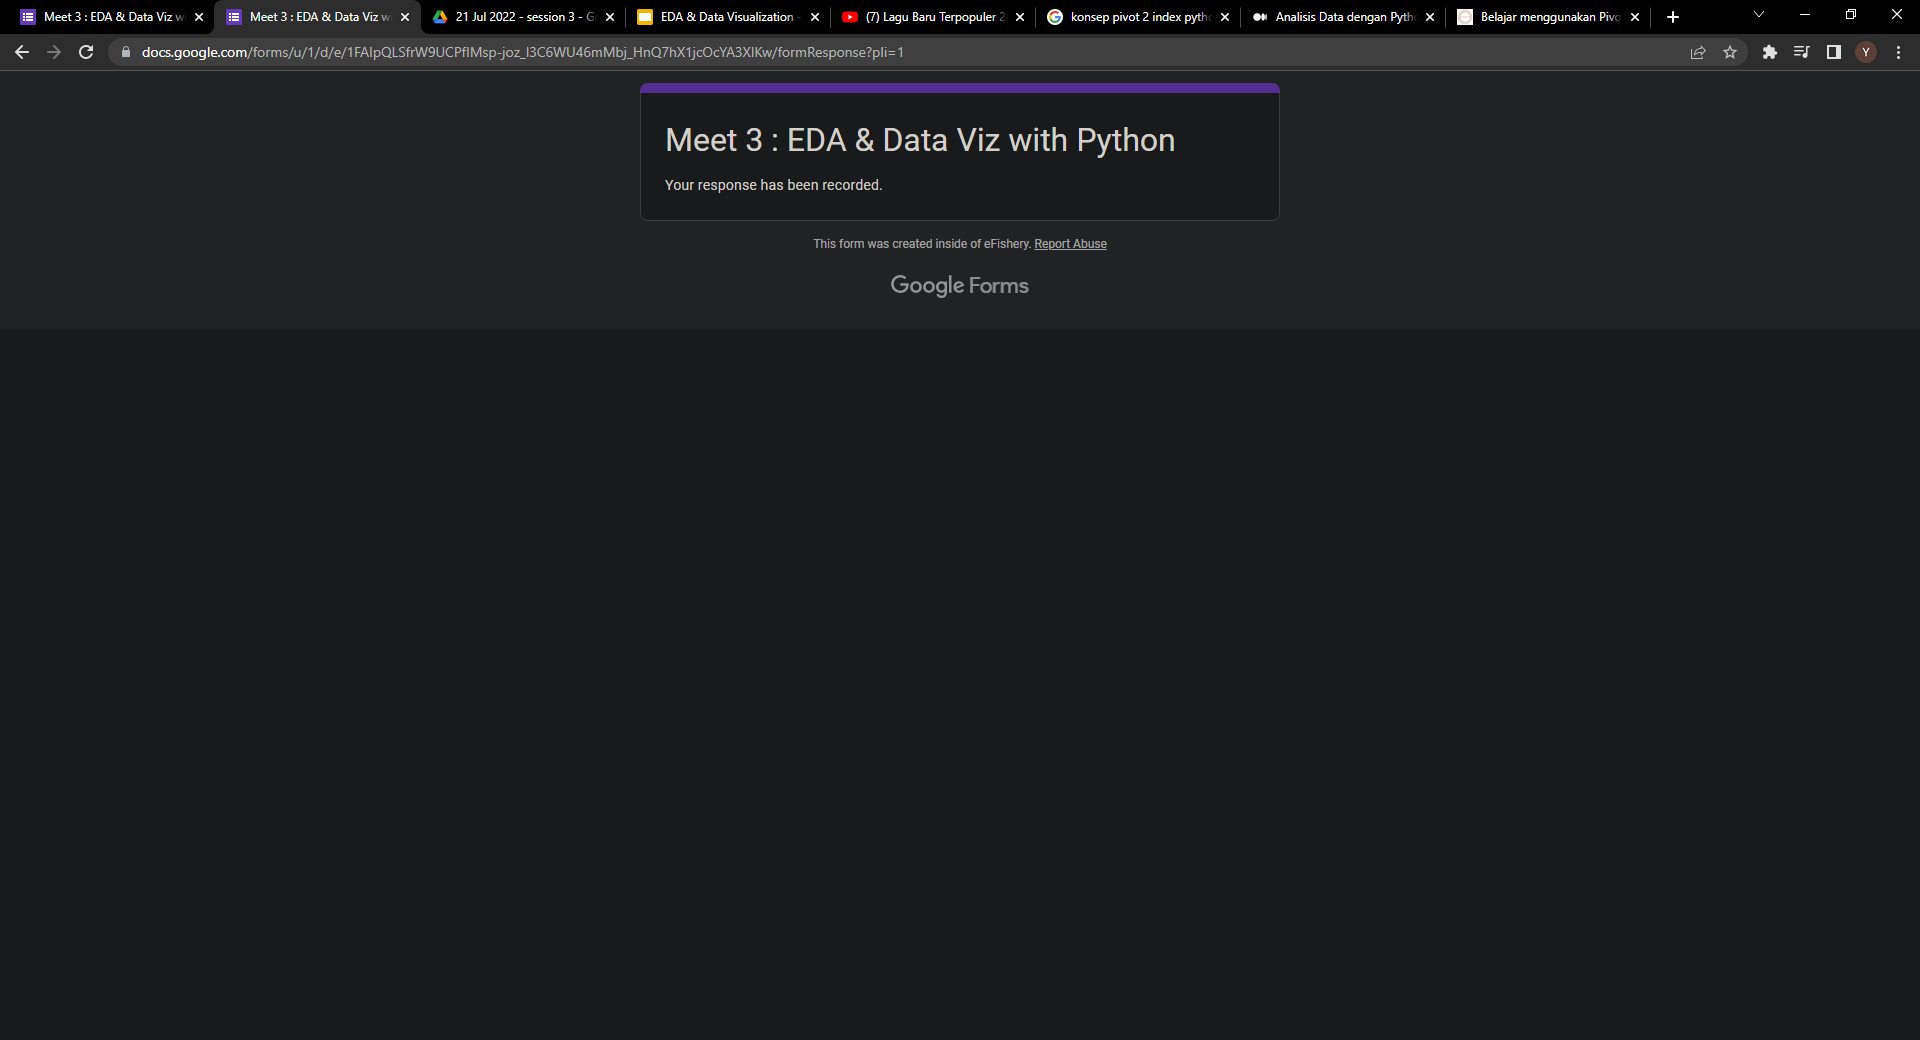 Meet 3 : EDA & Data Viz w
Meet 3 : EDA & Data Viz w
21 Jul 2022 - session 3 - G
EDA & Data Visualization -
(7) Lagu Baru Terpopuler 2
konsep pivot 2 index pyth
Analisis Data dengan Pyth
Belajar menggunakan Pivo
docs.google.com/forms/u/1/d/e/1FAIpQLSfrW9UCPfIMsp-joz_I3C6WU46mMbj_HnQ7hX1jcOcYA3XIKw/formResponse?pli=1
Y
Meet 3 : EDA & Data Viz with Python
Your response has been recorded.
This form was created inside of eFishery. Report Abuse
Google Forms